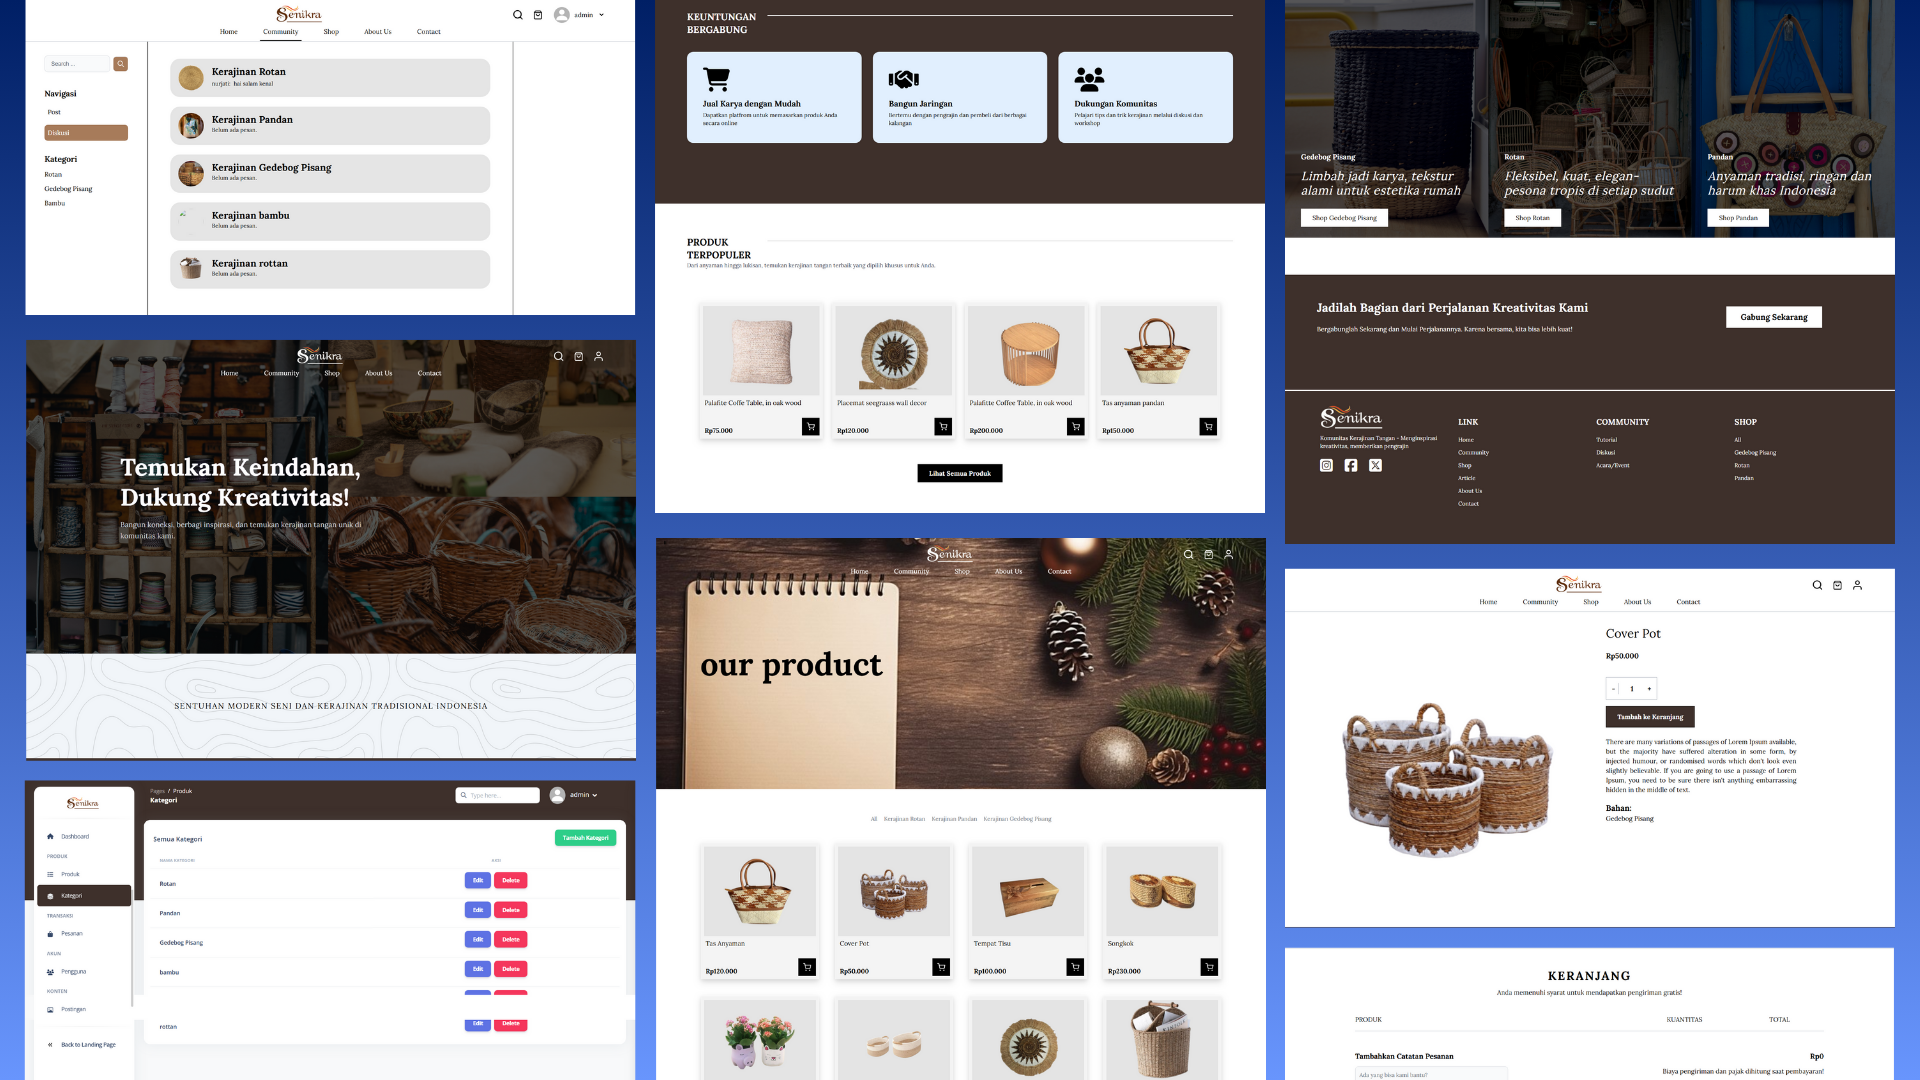 Senikra
admin
Home
Community
Shop
About Us
Contact
Search ...
Navigasi
Post
Diskusi
Kategori
Rotan
Gedebog Pisang
Bambu
Kerajinan Rotan
nurjati: hai salam kenal
Kerajinan Pandan
Belum ada pesan.
Kerajinan Gedebog Pisang
Belum ada pesan.
Kerajinan bambu
Belum ada pesan.
Kerajinan rottan
Belum ada pesan.
Senikra
Home
Community
Shop
About Us
Contact
Temukan Keindahan,
Dukung Kreativitas!
Bangun koneksi, berbagi inspirasi, dan temukan kerajinan tangan unik di
komunitas kami.
SENTUHAN MODERN SENI DAN KERAJINAN TRADISIONAL INDONESIA
Senikra
Dashboard
PRODUK
Produk
Kategori
TRANSAKSI
Pesanan
AKUN
Pengguna
KONTEN
Postingan
Back to Landing Page
Pages / Produk
Kategori
Type here...
admin
Semua Kategori
Tambah Kategori
NAMA KATEGORI
AKSI
Rotan
Edit
Delete
Pandan
Edit
Delete
Gedebog Pisang
Edit
Delete
bambu
Edit
Delete
rottan
Edit
Delete
KEUNTUNGAN
BERGABUNG
Jual Karya dengan Mudah
Dapatkan platfrom untuk memasarkan produk Anda
secara online
Bangun Jaringan
Bertemu dengan pengrajin dan pembeli dari berbagai
kalangan
Dukungan Komunitas
Pelajari tips dan trik kerajinan melalui diskusi dan
workshop
PRODUK
TERPOPULER
Dari anyaman hingga lukisan, temukan kerajinan tangan terbaik yang dipilih khusus untuk Anda.
Palafite Coffe Table, in oak wood
Rp75.000
Placemat seegraass wall decor
Rp120.000
Palafitte Coffee Table, in oak wood
Rp200.000
Tas anyaman pandan
Rp150.000
Lihat Semua Produk
Senikra
Home
Community
Shop
About Us
Contact
our product
All
Kerajinan Rotan
Kerajinan Pandan
Kerajinan Gedebog Pisang
Tas Anyaman
Rp120.000
Cover Pot
Rp50.000
Tempat Tisu
Rp100.000
Songkok
Rp230.000
Gedebog Pisang
Limbah jadi karya, tekstur
alami untuk estetika rumah
Shop Gedebog Pisang
Rotan
Fleksibel, kuat, elegan-
pesona tropis di setiap sudut
Shop Rotan
Pandan
Anyaman tradisi, ringan dan
harum khas Indonesia
Shop Pandan
Jadilah Bagian dari Perjalanan Kreativitas Kami
Bergabunglah Sekarang dan Mulai Perjalanannya. Karena bersama, kita bisa lebih kuat!
Gabung Sekarang
Senikra
Komunitas Kerajinan Tangan - Menginspirasi
kreativitas, memberikan pengrajin
LINK
Home
Community
Shop
Article
About Us
Contact
COMMUNITY
Tutorial
Diskusi
Acara/Event
SHOP
All
Gedebog Pisang
Rotan
Pandan
Senikra
Home
Community
Shop
About Us
Contact
Cover Pot
Rp50.000
- 1 +
Tambah ke Keranjang
There are many variations of passages of Lorem Ipsum available,
but the majority have suffered alteration in some form, by
injected humour, or randomised words which don't look even
slightly believable. If you are going to use a passage of Lorem
Ipsum, you need to be sure there isn't anything embarrassing
hidden in the middle of text.
Bahan:
Gedebog Pisang
KERANJANG
Anda memenuhi syarat untuk mendapatkan pengiriman gratis!
PRODUK
KUANTITAS
TOTAL
Tambahkan Catatan Pesanan
Ada yang bisa kami bantu?
Rp0
Biaya pengiriman dan pajak dihitung saat pembayaran!